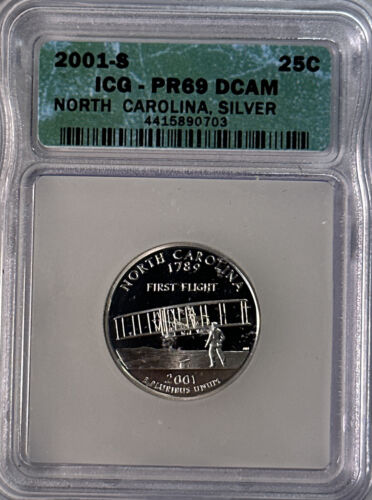 2001-S 25C
ICG - PR69 DCAM
NORTH CAROLINA, SILVER
4415890703
NORTH CAROLINA
1789
FIRST FLIGHT
2001
E PLURIBUS UNUM